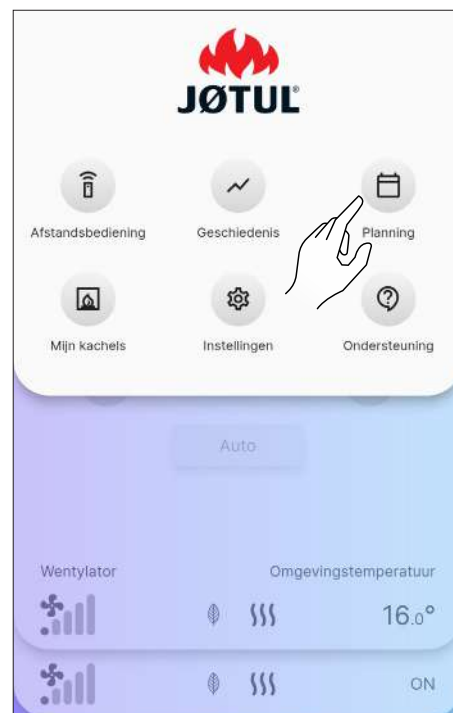 JØTUL®
Afstandsbediening Geschiedenis Planning
Mijn kachels Instellingen Ondersteuning
Auto
Wentylator Omgevingstemperatuur
16.0°
ON